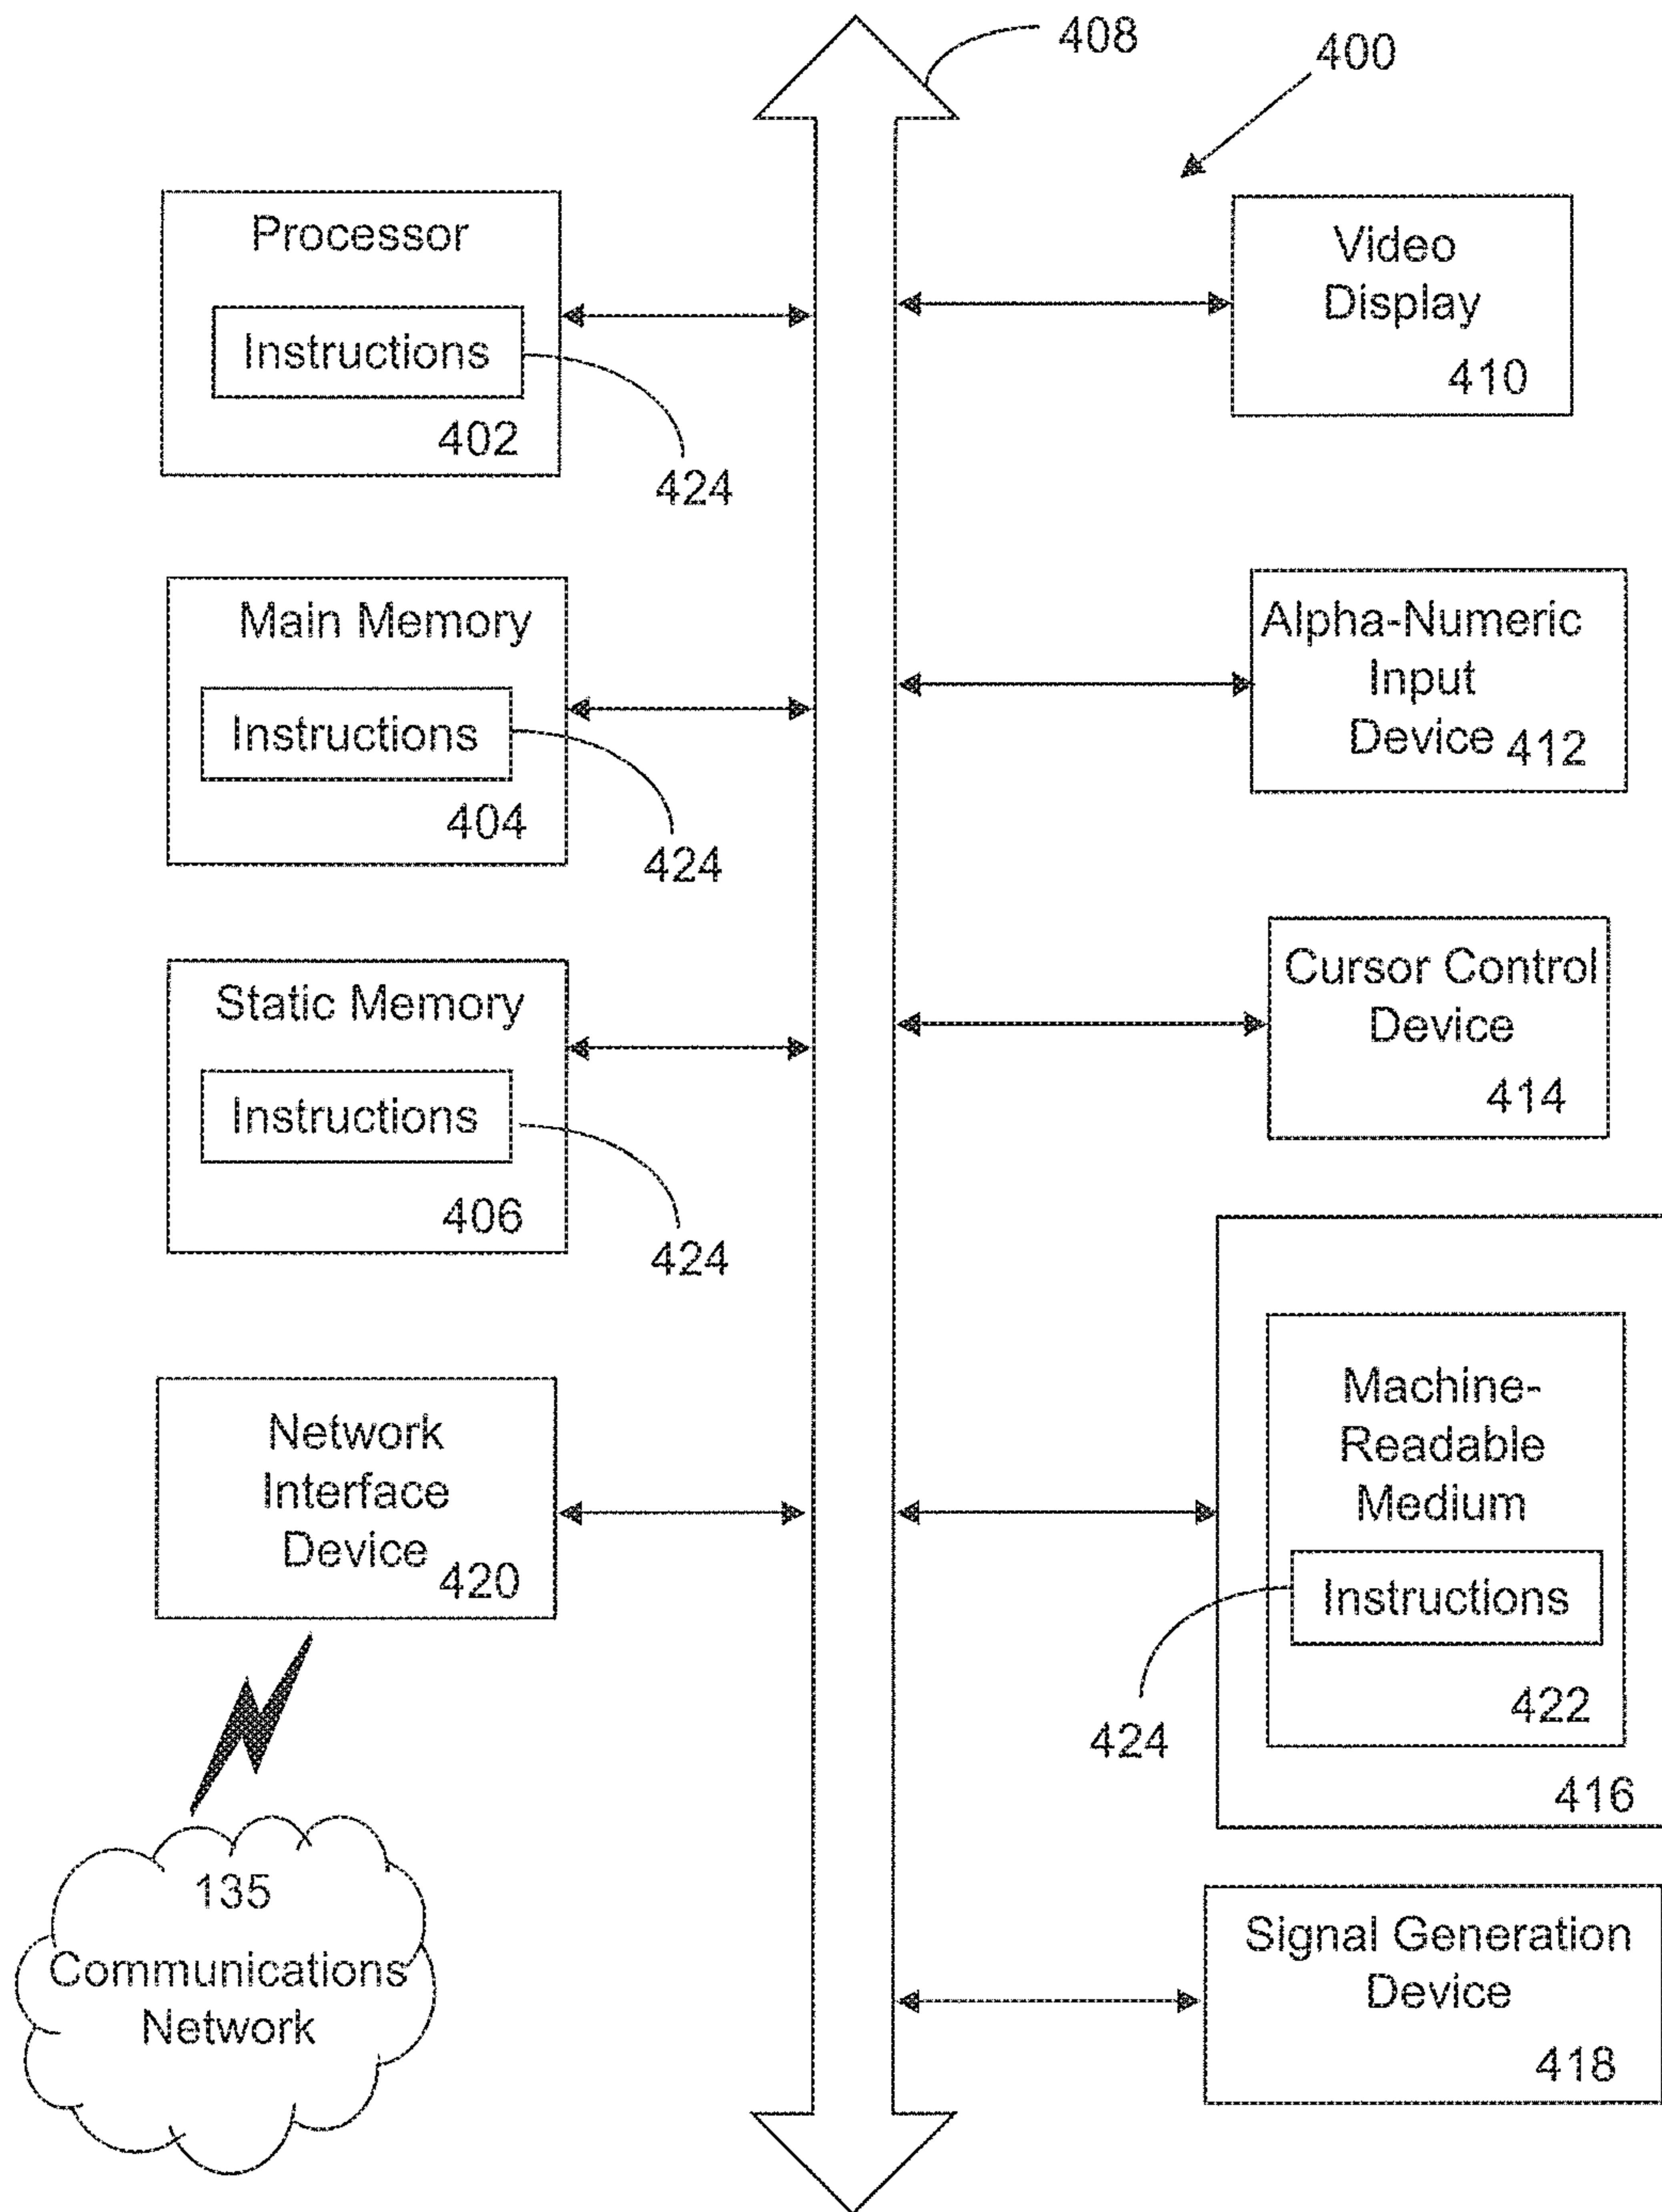 408
400
Processor
Instructions
402
424
Video
Display
410
Main Memory
Instructions
404
424
Alpha-Numeric
Input
Device 412
Static Memory
Instructions
406
424
Cursor Control
Device
414
Network
Interface
Device 420
Machine-
Readable
Medium
Instructions
422
424
416
135
Communications
Network
Signal Generation
Device
418